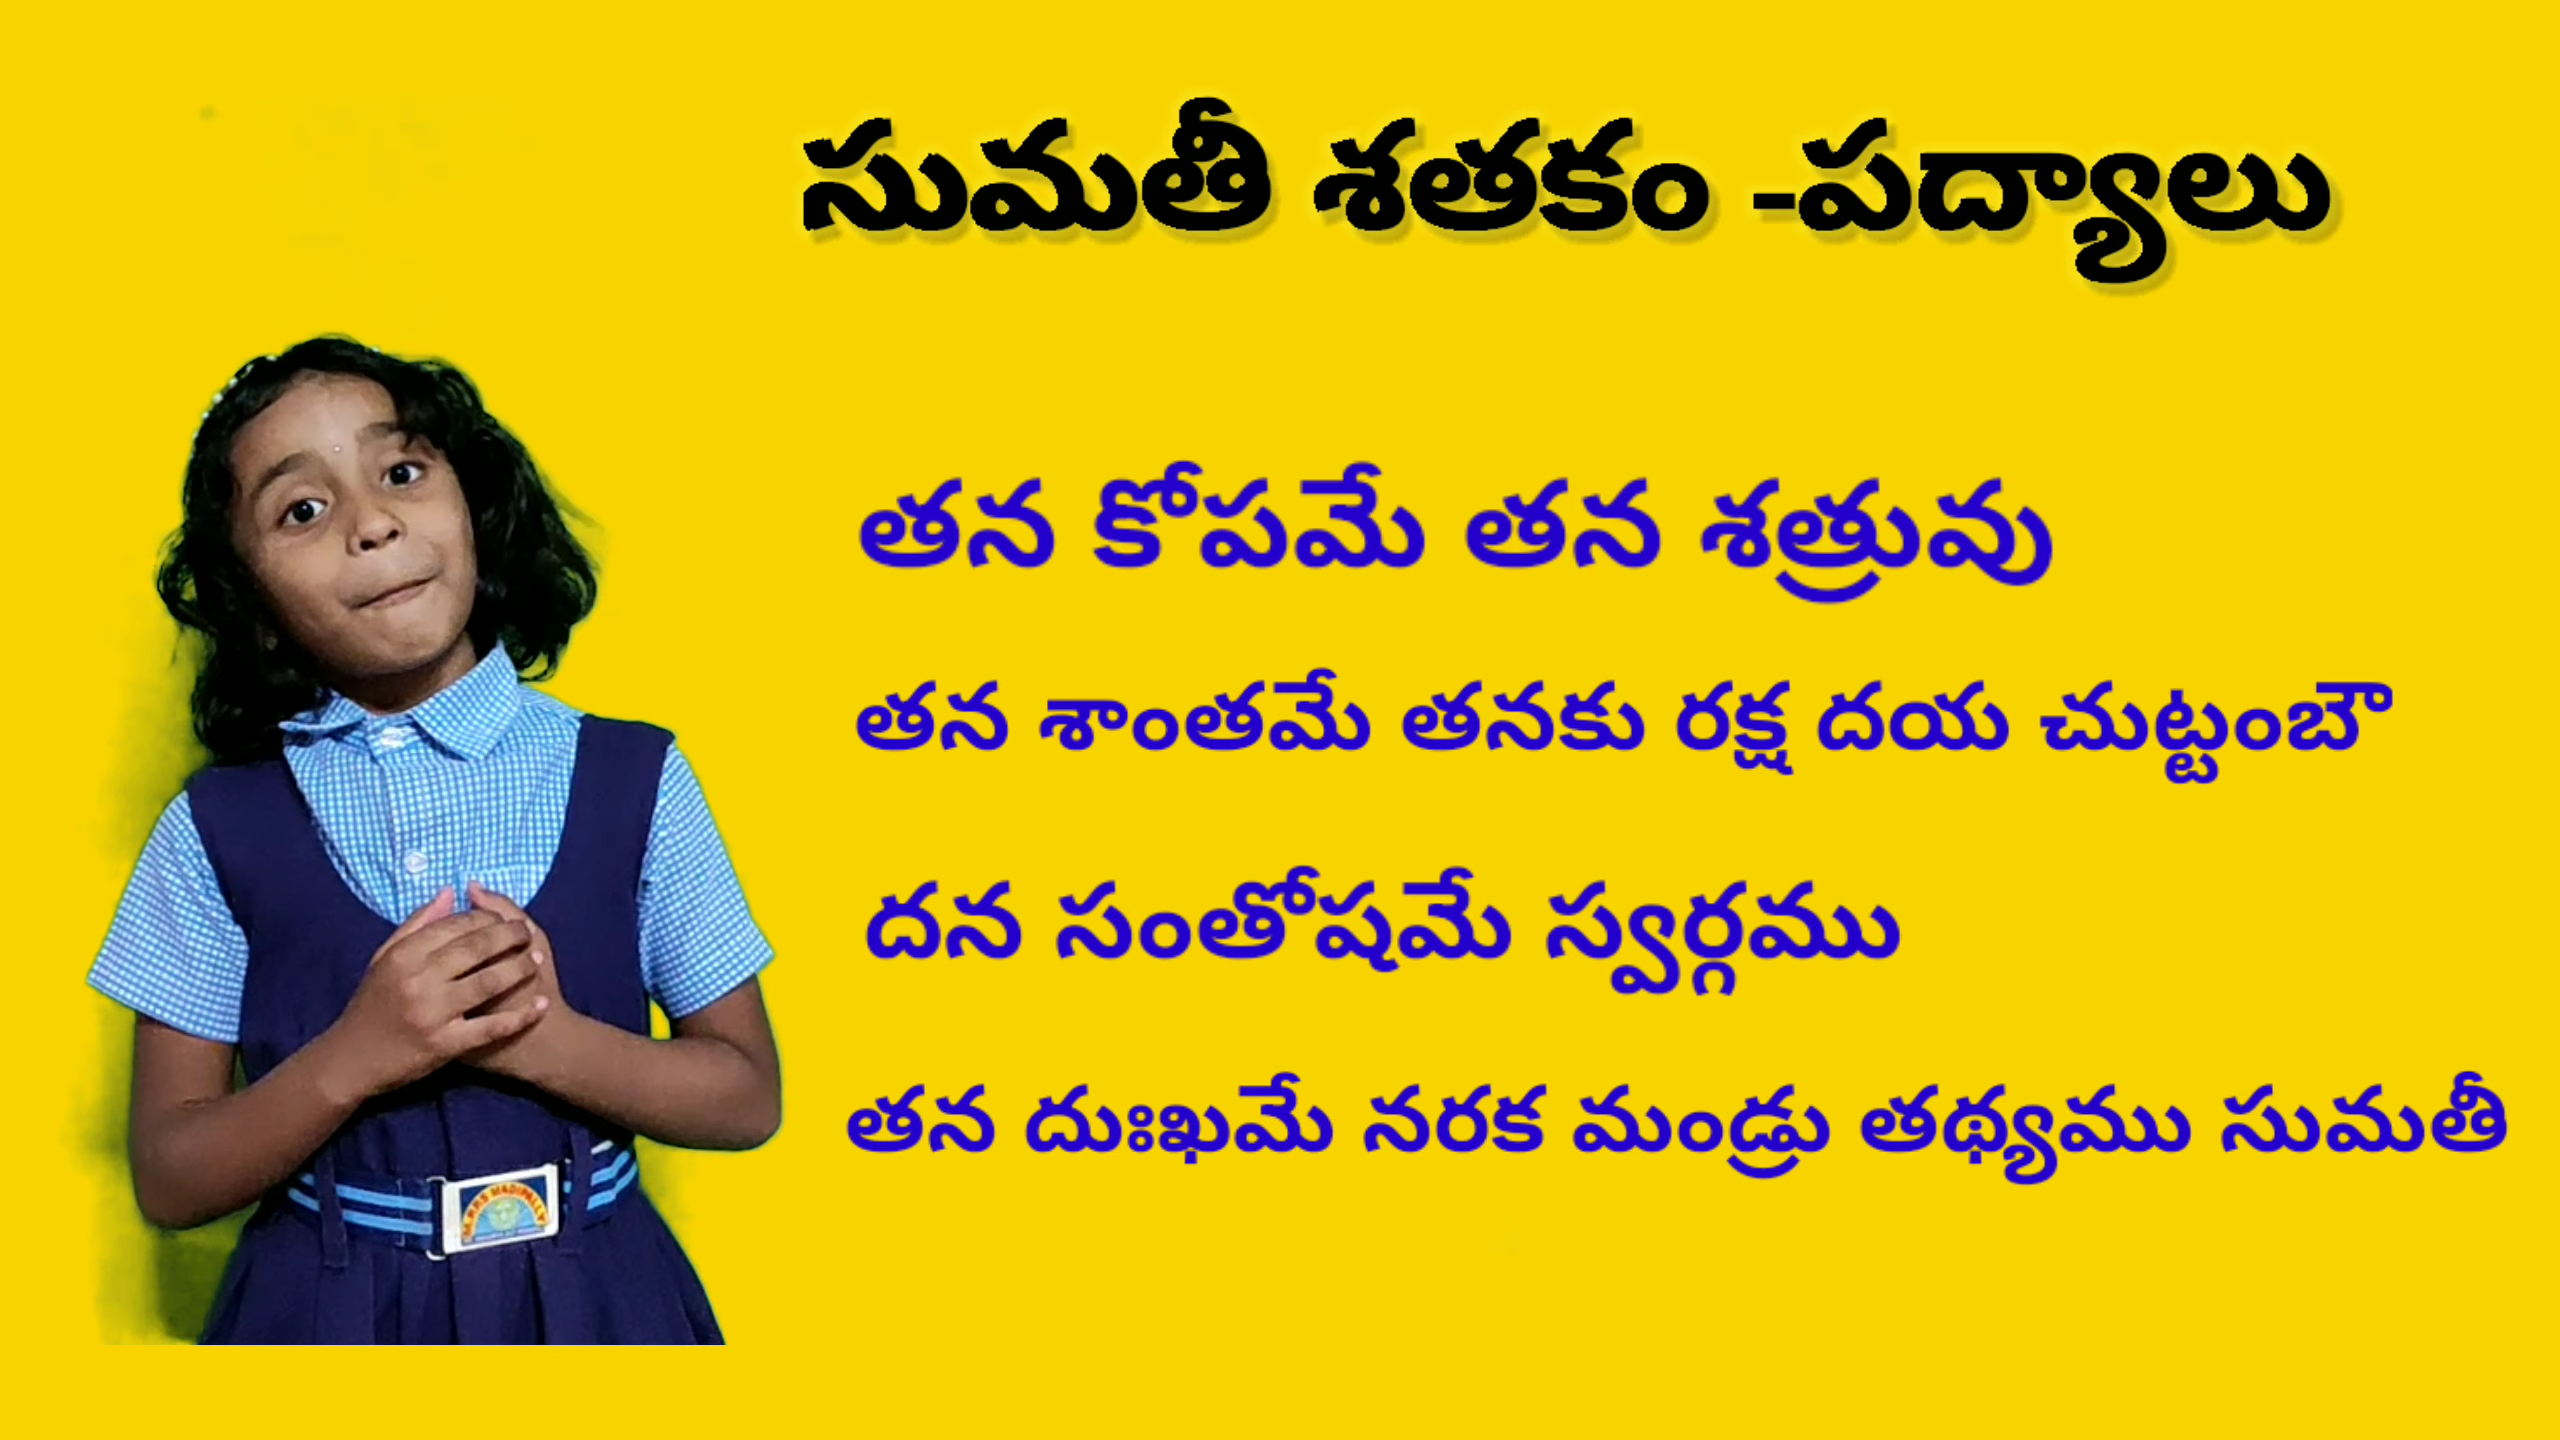 సుమతీ శతకం -పద్యాలు
తన కోపమే తన శత్రువు
తన శాంతమే తనకు రక్ష దయ చుట్టంబౌ
దన సంతోషమే స్వర్గము
తన దుఃఖమే నరక మండ్రు తథ్యము సుమతీ